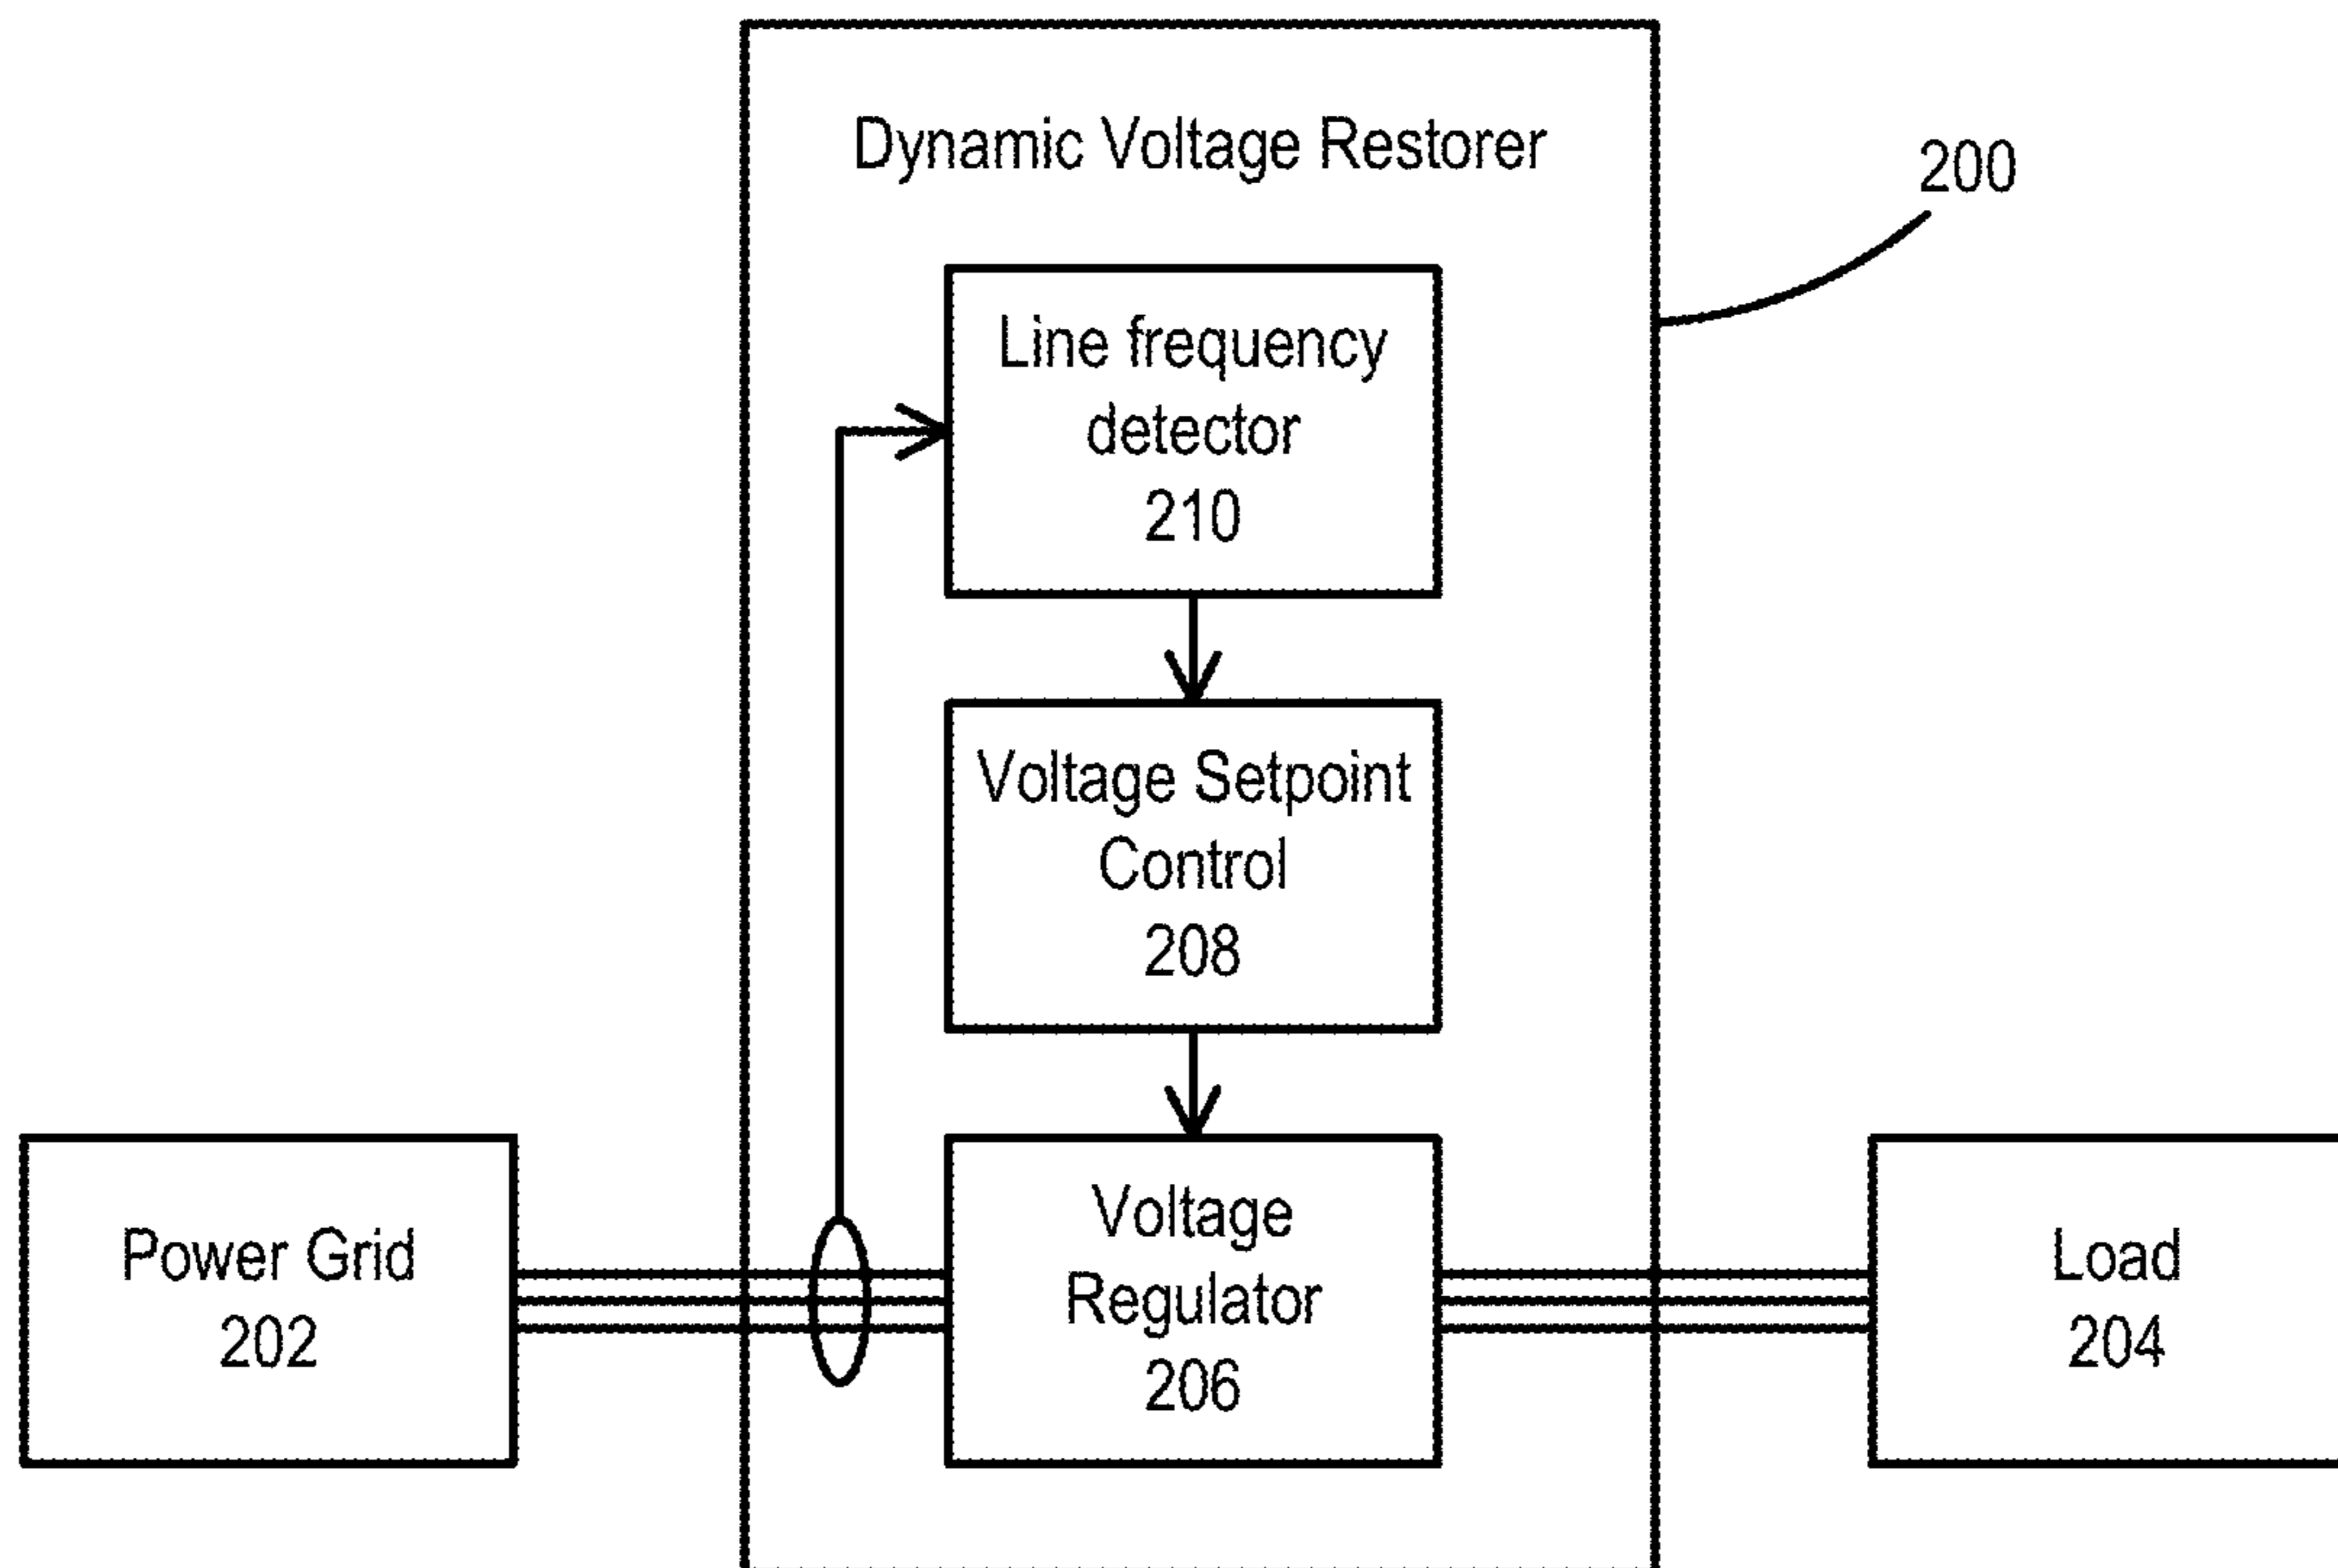 Dynamic Voltage Restorer
200
Line frequency
detector
210
Voltage Setpoint
Control
208
Power Grid
202
Voltage
Regulator
206
Load
204